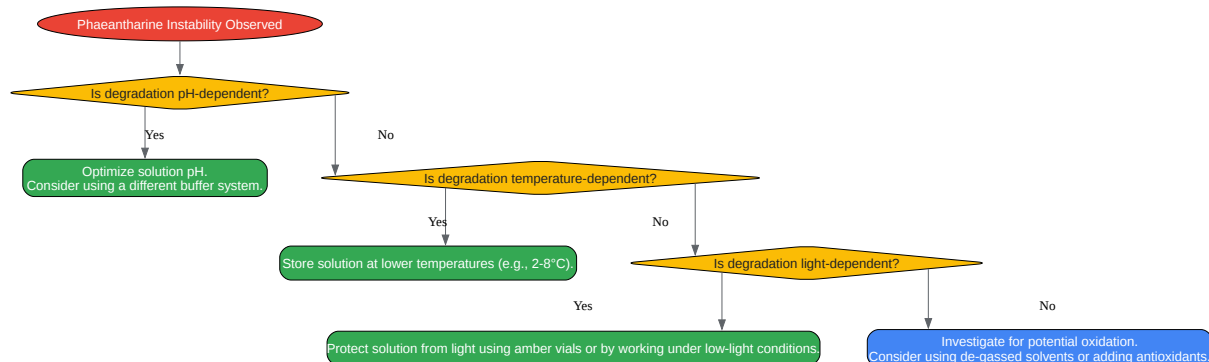 Phaeantharine Instability Observed
Is degradation pH-dependent?
Yes
No
Optimize solution pH.
Consider using a different buffer system.
Is degradation temperature-dependent?
Yes
No
Store solution at lower temperatures (e.g., 2-8°C).
Is degradation light-dependent?
Yes
No
Protect solution from light using amber vials or by working under low-light conditions.
Investigate for potential oxidation.
Consider using de-gassed solvents or adding antioxidants.